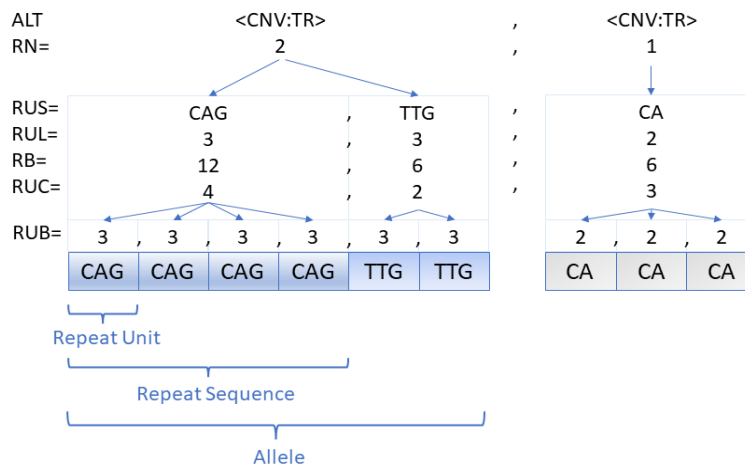 ALT <CNV:TR> , <CNV:TR>
RN= 2 , 1
RUS= CAG , TTG , CA
RUL= 3 , 3 , 2
RB= 12 , 6 , 6
RUC= 4 , 2 , 3
RUB= 3 , 3 , 3 , 3 , 3 , 3 2 , 2 , 2
CAG CAG CAG CAG TTG TTG CA CA CA
Repeat Unit
Repeat Sequence
Allele